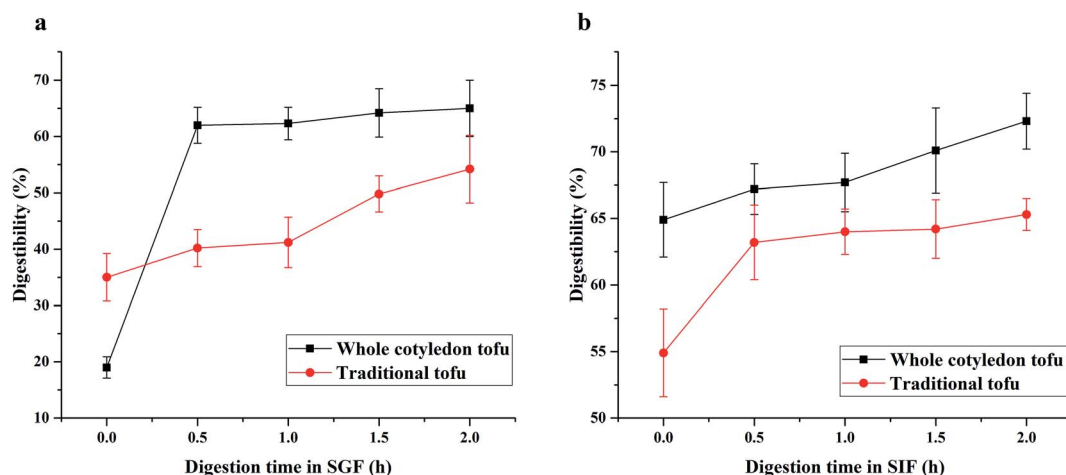 a
70
60
50
40
30
20
10
Digestibility (%)
0.0 0.5 1.0 1.5 2.0
Digestion time in SGF (h)
Whole cotyledon tofu
Traditional tofu
b
75
70
65
60
55
50
Digestibility (%)
0.0 0.5 1.0 1.5 2.0
Digestion time in SIF (h)
Whole cotyledon tofu
Traditional tofu